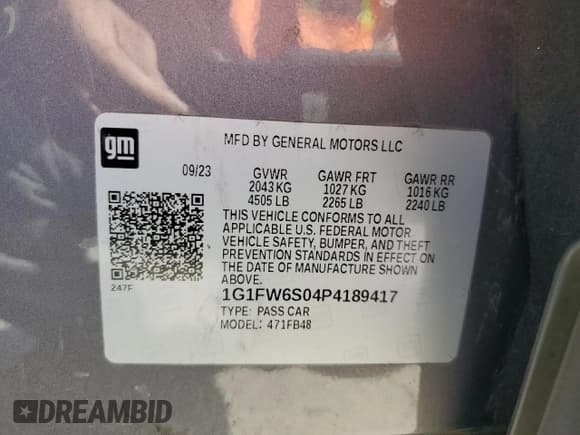 gm
MFD BY GENERAL MOTORS LLC
09/23 GVWR GAWR FRT GAWR RR
2043 KG 1027 KG 1016 KG
4505 LB 2265 LB 2240 LB
THIS VEHICLE CONFORMS TO ALL
APPLICABLE U.S. FEDERAL MOTOR
VEHICLE SAFETY, BUMPER, AND THEFT
PREVENTION STANDARDS IN EFFECT ON
THE DATE OF MANUFACTURE SHOWN
ABOVE.
247F
1G1FW6S04P4189417
TYPE: PASS CAR
MODEL: 471FB48
DREAMBID